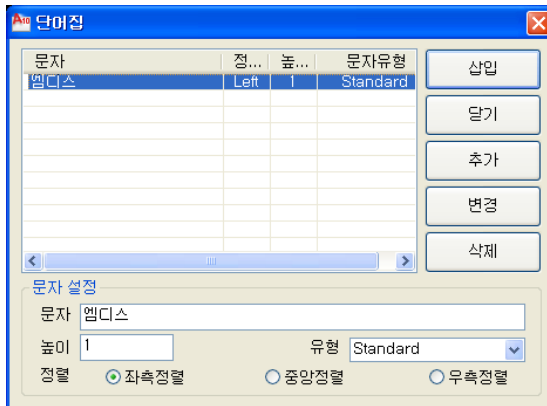 A10 단어집
문자 정... 높... 문자유형
엠디스 Left 1 Standard
삽입
닫기
추가
변경
삭제
문자 설정
문자 엠디스
높이 1 유형 Standard
정렬 좌측정렬 중앙정렬 우측정렬